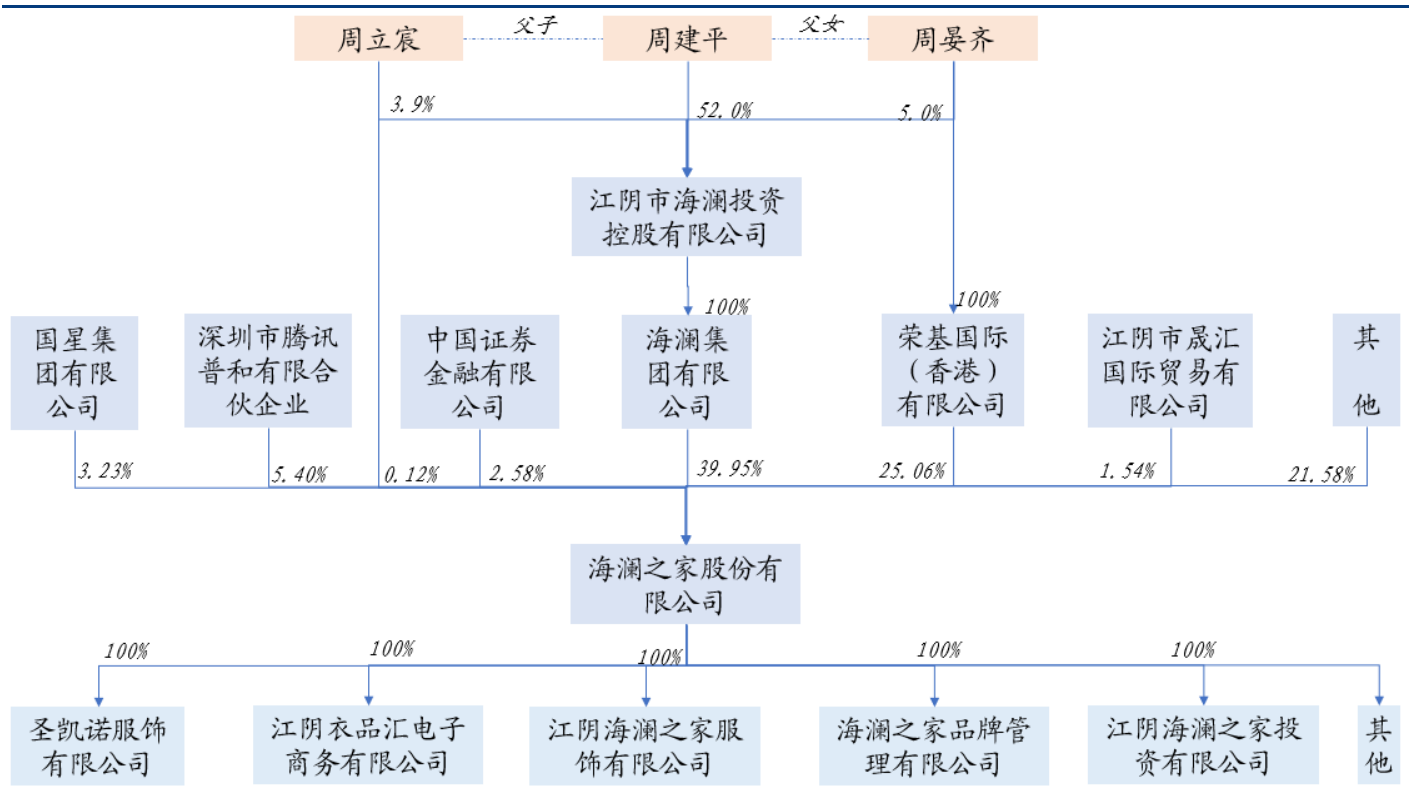 周立宸
父子
周建平
父女
周晏齐
3.9%
52.0%
5.0%
江阴市海澜投资
控股有限公司
100%
100%
国星集
团有限
公司
深圳市腾讯
普和有限合
伙企业
中国证券
金融有限
公司
海澜集
团有限
公司
荣基国际
（香港）
有限公司
江阴市晟汇
国际贸易有
限公司
其
他
3.23%
5.40%
0.12%
2.58%
39.95%
25.06%
1.54%
21.58%
海澜之家股份有
限公司
100%
100%
100%
100%
100%
圣凯诺服饰
有限公司
江阴衣品汇电子
商务有限公司
江阴海澜之家服
饰有限公司
海澜之家品牌管
理有限公司
江阴海澜之家投
资有限公司
其
他